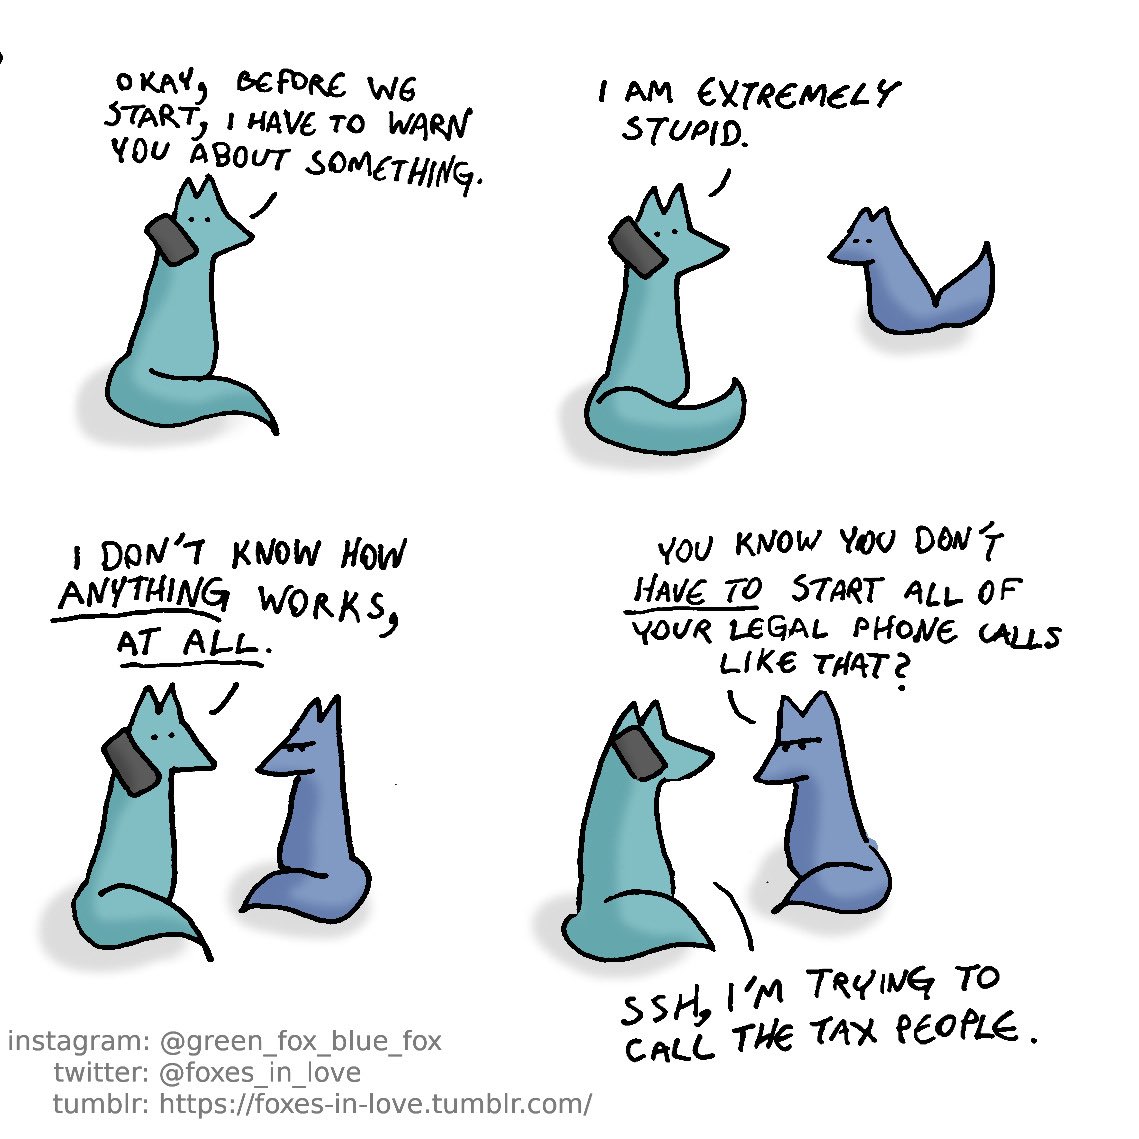 OKAY, BEFORE WE
START, I HAVE TO WARN
YOU ABOUT SOMETHING.
I AM EXTREMELY
STUPID.
I DON'T KNOW HOW
ANYTHING WORKS,
AT ALL.
YOU KNOW YOU DON'T
HAVE TO START ALL OF
YOUR LEGAL PHONE CALLS
LIKE THAT?
SSH, I'M TRYING TO
CALL THE TAX PEOPLE.
instagram: @green_fox_blue_fox
twitter: @foxes_in_love
tumblr: https://foxes-in-love.tumblr.com/